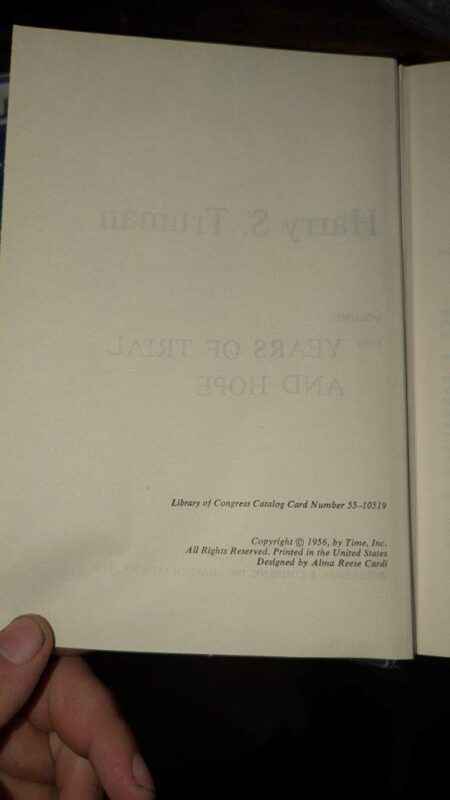 Harry S. Truman
VOLUME
YEARS OF TRIAL
AND HOPE
Library of Congress Catalog Card Number 55-10519
Copyright © 1956, by Time, Inc.
All Rights Reserved. Printed in the United States
Designed by Alma Reese Cardi